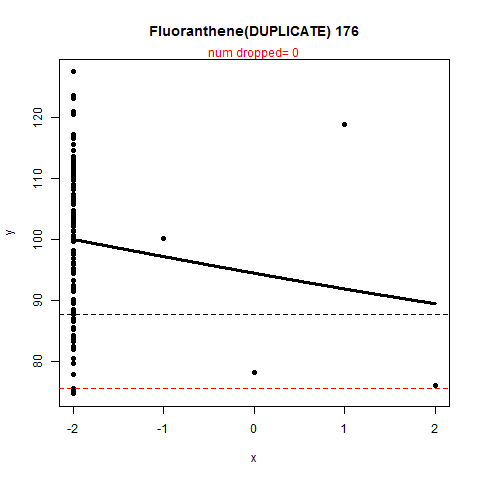 Fluoranthene(DUPLICATE) 176
num dropped= 0
120
110
100
90
80
y
-2 -1 0 1 2
x